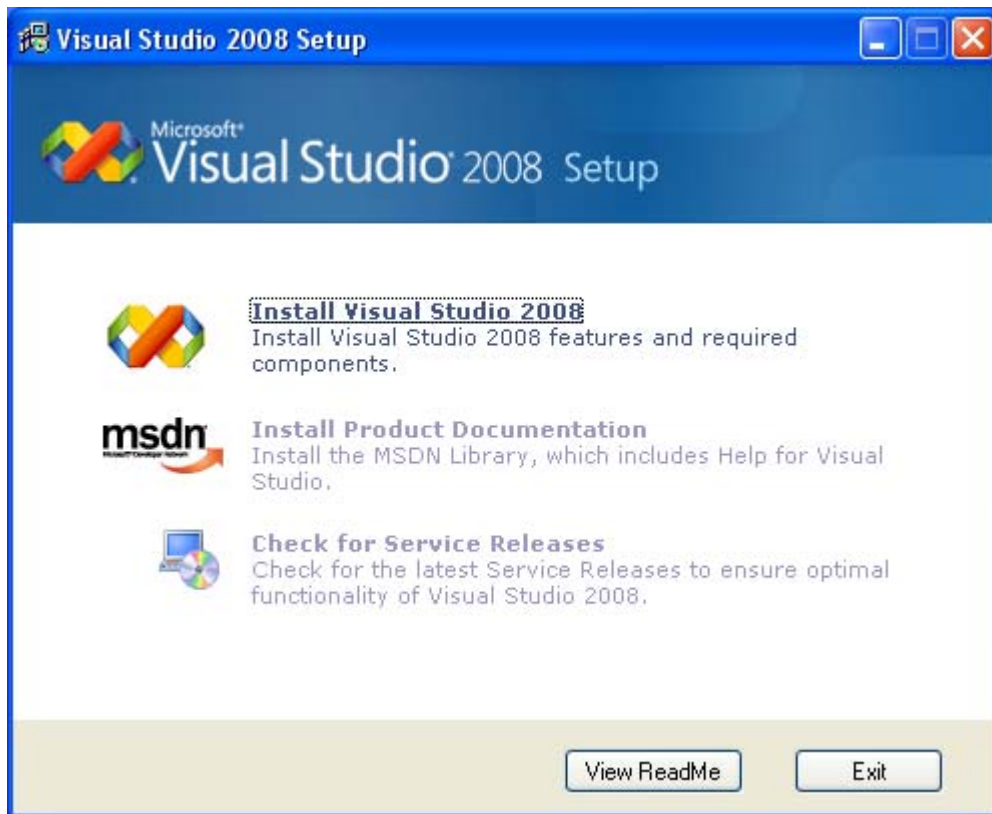 Visual Studio 2008 Setup
Microsoft®
Visual Studio® 2008 Setup
Install Visual Studio 2008
Install Visual Studio 2008 features and required
components.
msdn
Install Product Documentation
Install the MSDN Library, which includes Help for Visual
Studio.
Check for Service Releases
Check for the latest Service Releases to ensure optimal
functionality of Visual Studio 2008.
View ReadMe
Exit